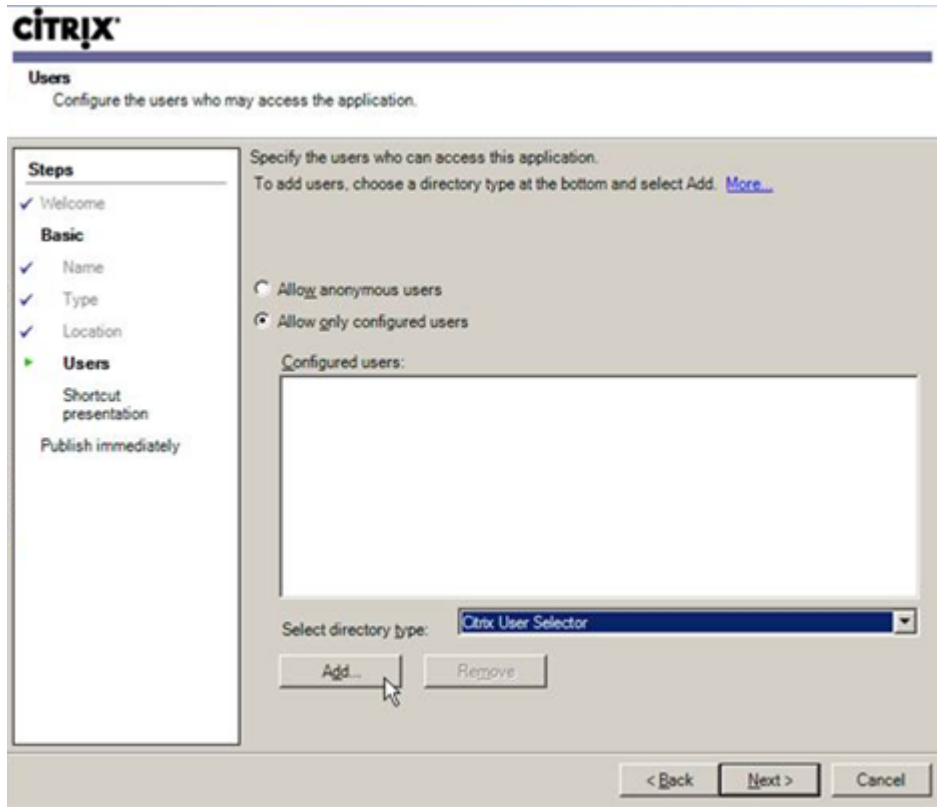 CİTRIX
Users
Configure the users who may access the application.
Steps
Welcome
Basic
Name
Type
Location
Users
Shortcut
presentation
Publish immediately
Specify the users who can access this application.
To add users, choose a directory type at the bottom and select Add. More...
Allow anonymous users
Allow only configured users
Configured users:
Select directory type:
Citrix User Selector
Add...
Remove
< Back
Next >
Cancel